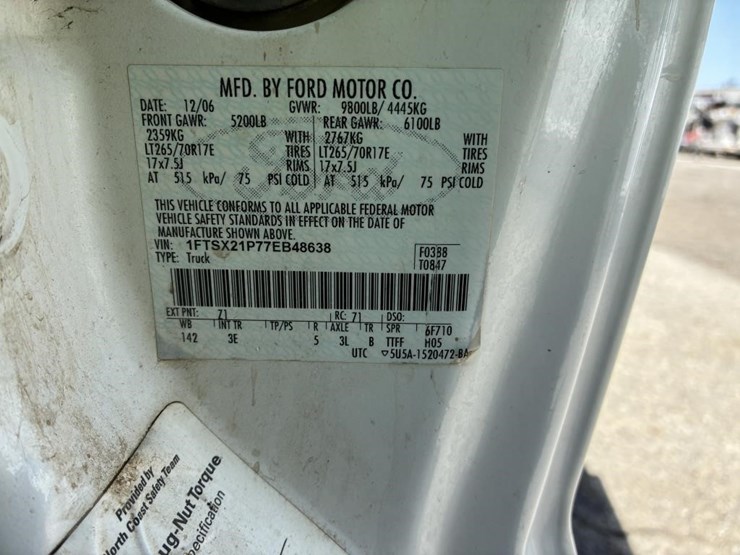 MFD. BY FORD MOTOR CO.
DATE: 12/06 GVWR: 9800LB/ 4445KG
FRONT GAWR: 5200LB REAR GAWR: 6100LB
2359KG WITH 2767KG WITH
LT265/70R17E TIRES LT265/70R17E TIRES
17x7.5J RIMS 17x7.5J RIMS
AT 515 kPa/ 75 PSI COLD AT 515 kPa/ 75 PSI COLD
THIS VEHICLE CONFORMS TO ALL APPLICABLE FEDERAL MOTOR
VEHICLE SAFETY STANDARDS IN EFFECT ON THE DATE OF
MANUFACTURE SHOWN ABOVE.
VIN: 1FTSX21P77EB48638 F0388
TYPE: Truck T0847
EXT PNT: Z1 RC: 71 DSO:
WB INT TR TP/PS R AXLE TR SPR 6F710
142 3E 5 3L B TTFF H05
UTC ▽5U5A-1520472-BA
Provided by
North Coast Safety Team
ug-Nut Torque
pecification